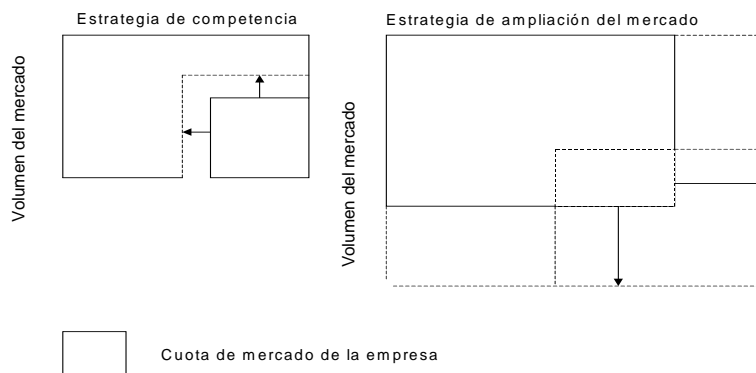 Estrategia de competencia
Estrategia de ampliación del mercado
Volumen del mercado
Volumen del mercado
Cuota de mercado de la empresa